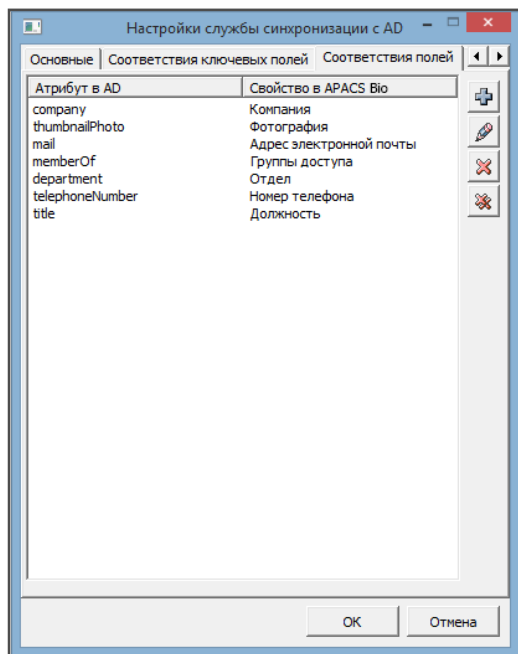 Настройки службы синхронизации с AD
Основные Соответствия ключевых полей Соответствия полей
Атрибут в AD Свойство в APACS Bio
company Компания
thumbnailPhoto Фотография
mail Адрес электронной почты
memberOf Группы доступа
department Отдел
telephoneNumber Номер телефона
title Должность
OK Отмена